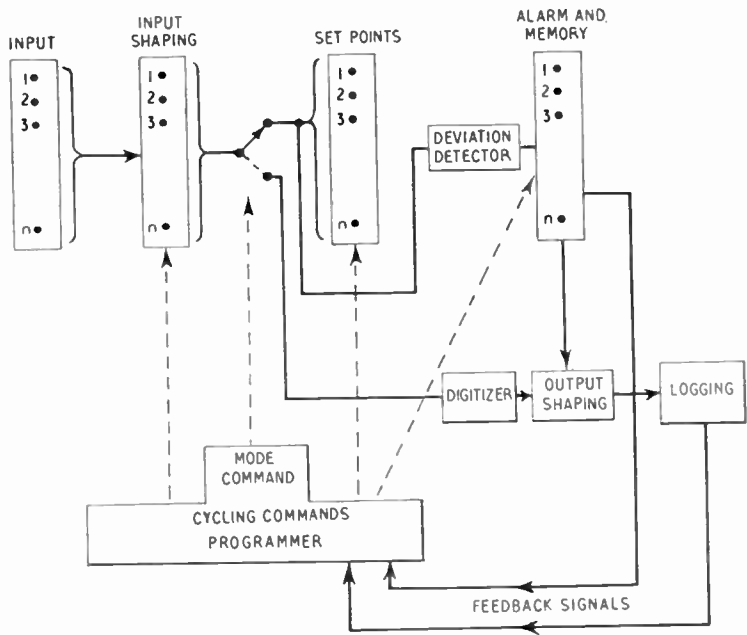 INPUT
INPUT
SHAPING
SET POINTS
ALARM AND
MEMORY
1
2
3
n
1
2
3
n
1
2
3
n
1
2
3
n
DEVIATION
DETECTOR
DIGITIZER
OUTPUT
SHAPING
LOGGING
MODE
COMMAND
CYCLING COMMANDS
PROGRAMMER
FEEDBACK SIGNALS